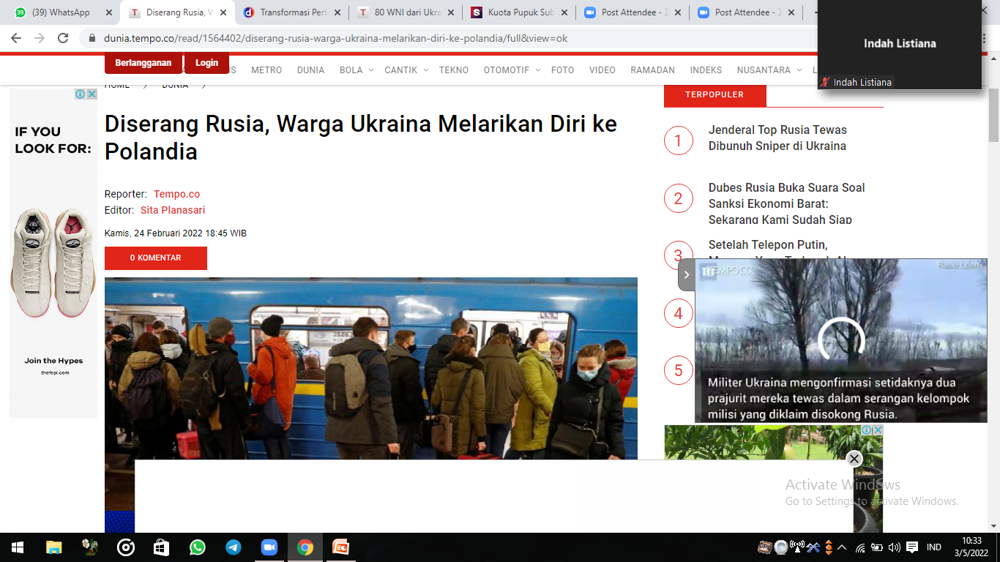 (39) WhatsApp
Diserang Rusia, W
Transformasi Pert
80 WNI dari Ukra
Kuota Pupuk Sub
Post Attendee - Z
Post Attendee - Z
dunia.tempo.co/read/1564402/diserang-rusia-warga-ukraina-melarikan-diri-ke-polandia/full&view=ok
Indah Listiana
Indah Listiana
Berlangganan
Login
METRO
DUNIA
BOLA
CANTIK
TEKNO
OTOMOTIF
FOTO
VIDEO
RAMADAN
INDEKS
NUSANTARA
HOME > DUNIA >
IF YOU
LOOK FOR:
Join the Hypes
thefepi.com
Diserang Rusia, Warga Ukraina Melarikan Diri ke
Polandia
Reporter: Tempo.co
Editor: Sita Planasari
Kamis, 24 Februari 2022 18:45 WIB
0 KOMENTAR
TERPOPULER
1
Jenderal Top Rusia Tewas
Dibunuh Sniper di Ukraina
2
Dubes Rusia Buka Suara Soal
Sanksi Ekonomi Barat:
Sekarang Kami Sudah Siap
3
Setelah Telepon Putin,
4
5
TEMPO.CO
Radio Liberty
Militer Ukraina mengonfirmasi setidaknya dua
prajurit mereka tewas dalam serangan kelompok
milisi yang diklaim disokong Rusia.
Activate Windows
Go to Settings to activate Windows.
IND
10:33
3/5/2022